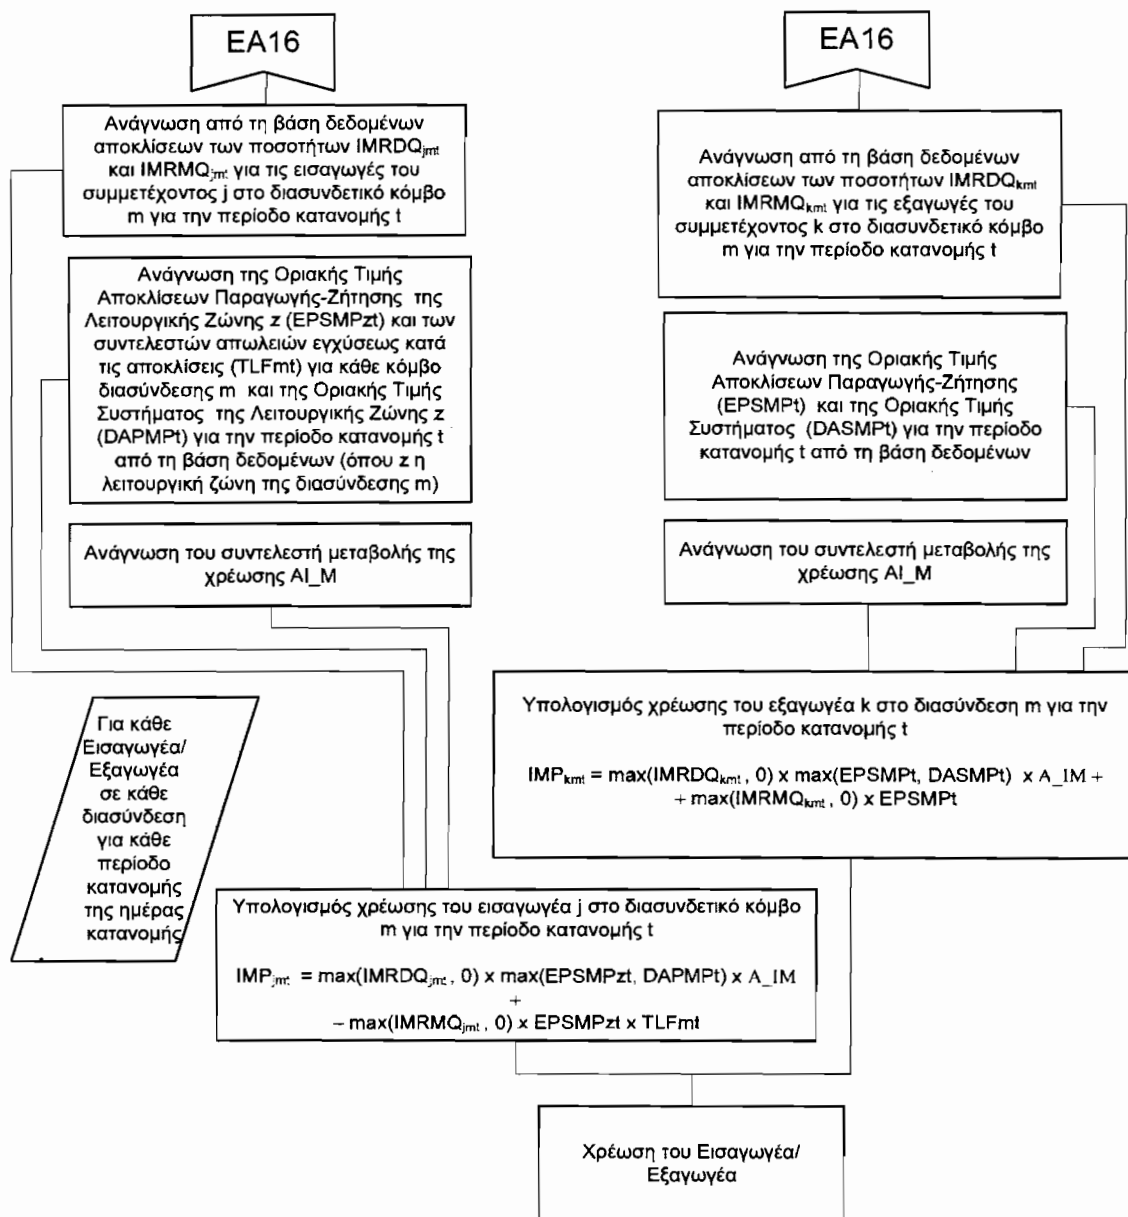 EA16
Ανάγνωση από τη βάση δεδομένων
αποκλίσεων των ποσοτήτων IMRDQjmt
και IMRMQjmt για τις εισαγωγές του
συμμετέχοντος j στο διασυνδετικό κόμβο
m για την περίοδο κατανομής t
Ανάγνωση της Οριακής Τιμής
Αποκλίσεων Παραγωγής-Ζήτησης της
Λειτουργικής Ζώνης z (EPSMPzt) και των
συντελεστών απωλειών εγχύσεως κατά
τις αποκλίσεις (TLFmt) για κάθε κόμβο
διασύνδεσης m και της Οριακής Τιμής
Συστήματος της Λειτουργικής Ζώνης z
(DAPMPt) για την περίοδο κατανομής t
από τη βάση δεδομένων (όπου z η
λειτουργική ζώνη της διασύνδεσης m)
Ανάγνωση του συντελεστή μεταβολής της
χρέωσης AI_M
EA16
Ανάγνωση από τη βάση δεδομένων
αποκλίσεων των ποσοτήτων IMRDQkmt
και IMRMQkmt για τις εξαγωγές του
συμμετέχοντος k στο διασυνδετικό κόμβο
m για την περίοδο κατανομής t
Ανάγνωση της Οριακής Τιμής
Αποκλίσεων Παραγωγής-Ζήτησης
(EPSMPt) και της Οριακής Τιμής
Συστήματος (DASMPt) για την περίοδο
κατανομής t από τη βάση δεδομένων
Ανάγνωση του συντελεστή μεταβολής της
χρέωσης AI_M
Υπολογισμός χρέωσης του εξαγωγέα k στο διασύνδεση m για την
περίοδο κατανομής t
IMPkmt = max(IMRDQkmt , 0) x max(EPSMPt, DASMPt) x A_IM +
+ max(IMRMQkmt , 0) x EPSMPt
Για κάθε
Εισαγωγέα/
Εξαγωγέα
σε κάθε
διασύνδεση
για κάθε
περίοδο
κατανομής
της ημέρας
κατανομής
Υπολογισμός χρέωσης του εισαγωγέα j στο διασυνδετικό κόμβο
m για την περίοδο κατανομής t
IMPjmt = max(IMRDQjmt , 0) x max(EPSMPzt, DAPMPt) x A_IM
+
− max(IMRMQjmt , 0) x EPSMPzt x TLFmt
Χρέωση του Εισαγωγέα/
Εξαγωγέα